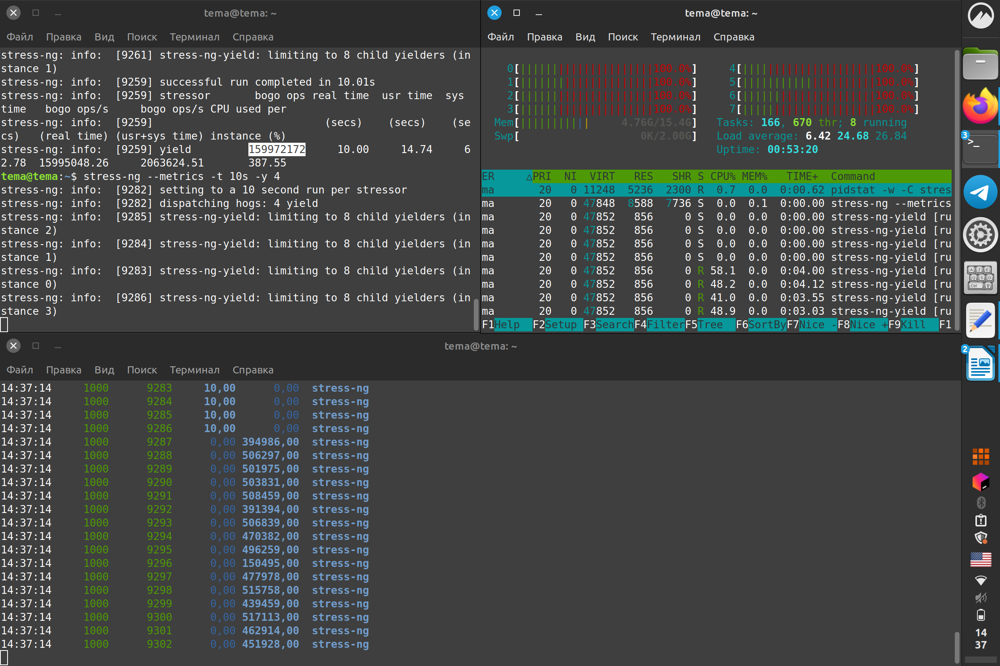 tema@tema: ~
Файл Правка Вид Поиск Терминал Справка
stress-ng: info:  [9261] stress-ng-yield: limiting to 8 child yielders (in
stance 1)
stress-ng: info:  [9259] successful run completed in 10.01s
stress-ng: info:  [9259] stressor       bogo ops real time  usr time  sys
time   bogo ops/s     bogo ops/s CPU used per
stress-ng: info:  [9259]                           (secs)    (secs)    (se
cs)   (real time) (usr+sys time) instance (%)
stress-ng: info:  [9259] yield         159972172     10.00     14.74     6
2.78  15995048.26     2063624.51       387.55
tema@tema:~$ stress-ng --metrics -t 10s -y 4
stress-ng: info:  [9282] setting to a 10 second run per stressor
stress-ng: info:  [9282] dispatching hogs: 4 yield
stress-ng: info:  [9285] stress-ng-yield: limiting to 8 child yielders (in
stance 2)
stress-ng: info:  [9284] stress-ng-yield: limiting to 8 child yielders (in
stance 1)
stress-ng: info:  [9283] stress-ng-yield: limiting to 8 child yielders (in
stance 0)
stress-ng: info:  [9286] stress-ng-yield: limiting to 8 child yielders (in
stance 3)
tema@tema: ~
Файл Правка Вид Поиск Терминал Справка
0[||||||||||||||||||||100.0%] 4[||||||||||||||||||||100.0%]
1[||||||||||||||||||||100.0%] 5[||||||||||||||||||||100.0%]
2[||||||||||||||||||||100.0%] 6[||||||||||||||||||||100.0%]
3[||||||||||||||||||||100.0%] 7[||||||||||||||||||||100.0%]
Mem[||||||||||| 4.76G/15.4G] Tasks: 166, 670 thr; 8 running
Swp[ 0K/2.00G] Load average: 6.42 24.68 26.84
Uptime: 00:53:20
ER △PRI NI VIRT RES SHR S CPU% MEM% TIME+ Command
ma 20 0 11248 5236 2300 R 0.7 0.0 0:00.62 pidstat -w -C stres
ma 20 0 47848 8588 7736 S 0.0 0.1 0:00.00 stress-ng --metrics
ma 20 0 47852 856 0 S 0.0 0.0 0:00.00 stress-ng-yield [ru
ma 20 0 47852 856 0 S 0.0 0.0 0:00.00 stress-ng-yield [ru
ma 20 0 47852 856 0 S 0.0 0.0 0:00.00 stress-ng-yield [ru
ma 20 0 47852 856 0 S 0.0 0.0 0:00.00 stress-ng-yield [ru
ma 20 0 47852 856 0 R 58.1 0.0 0:04.00 stress-ng-yield [ru
ma 20 0 47852 856 0 R 48.2 0.0 0:04.12 stress-ng-yield [ru
ma 20 0 47852 856 0 R 41.0 0.0 0:03.55 stress-ng-yield [ru
ma 20 0 47852 856 0 R 48.9 0.0 0:03.03 stress-ng-yield [ru
F1Help F2Setup F3SearchF4FilterF5Tree F6SortByF7Nice -F8Nice +F9Kill F1
tema@tema: ~
Файл Правка Вид Поиск Терминал Справка
14:37:14 1000 9283 10,00 0,00 stress-ng
14:37:14 1000 9284 10,00 0,00 stress-ng
14:37:14 1000 9285 10,00 0,00 stress-ng
14:37:14 1000 9286 10,00 0,00 stress-ng
14:37:14 1000 9287 0,00 394986,00 stress-ng
14:37:14 1000 9288 0,00 506297,00 stress-ng
14:37:14 1000 9289 0,00 501975,00 stress-ng
14:37:14 1000 9290 0,00 503831,00 stress-ng
14:37:14 1000 9291 0,00 508459,00 stress-ng
14:37:14 1000 9292 0,00 391394,00 stress-ng
14:37:14 1000 9293 0,00 506839,00 stress-ng
14:37:14 1000 9294 0,00 470382,00 stress-ng
14:37:14 1000 9295 0,00 496259,00 stress-ng
14:37:14 1000 9296 0,00 150495,00 stress-ng
14:37:14 1000 9297 0,00 477978,00 stress-ng
14:37:14 1000 9298 0,00 515758,00 stress-ng
14:37:14 1000 9299 0,00 439459,00 stress-ng
14:37:14 1000 9300 0,00 517113,00 stress-ng
14:37:14 1000 9301 0,00 462914,00 stress-ng
14:37:14 1000 9302 0,00 451928,00 stress-ng
3
>_
A Z E
Q S D
Ctrl
2
14
37